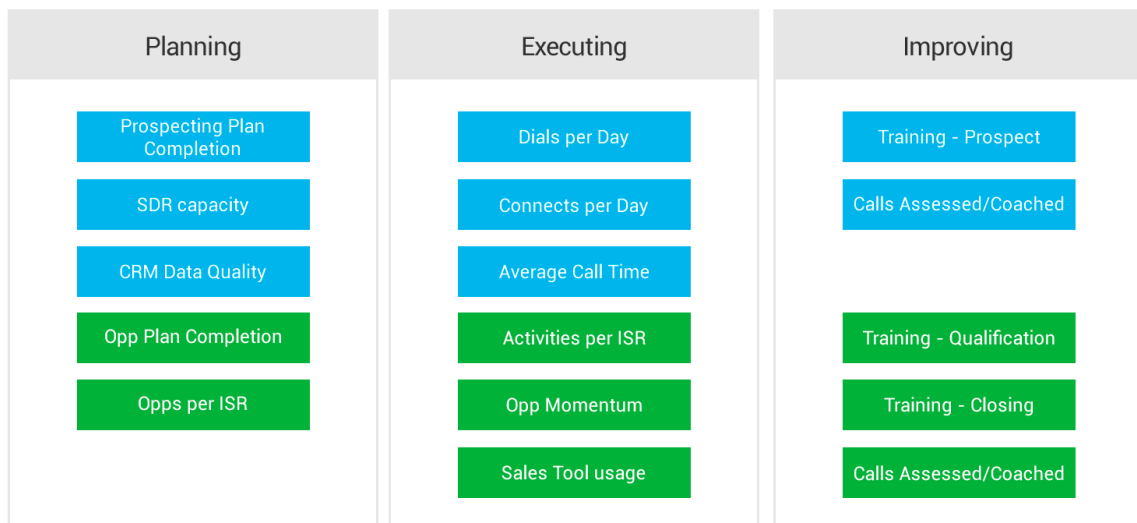 Planning
Prospecting Plan
Completion
SDR capacity
CRM Data Quality
Opp Plan Completion
Opps per ISR
Executing
Dials per Day
Connects per Day
Average Call Time
Activities per ISR
Opp Momentum
Sales Tool usage
Improving
Training - Prospect
Calls Assessed/Coached
Training - Qualification
Training - Closing
Calls Assessed/Coached